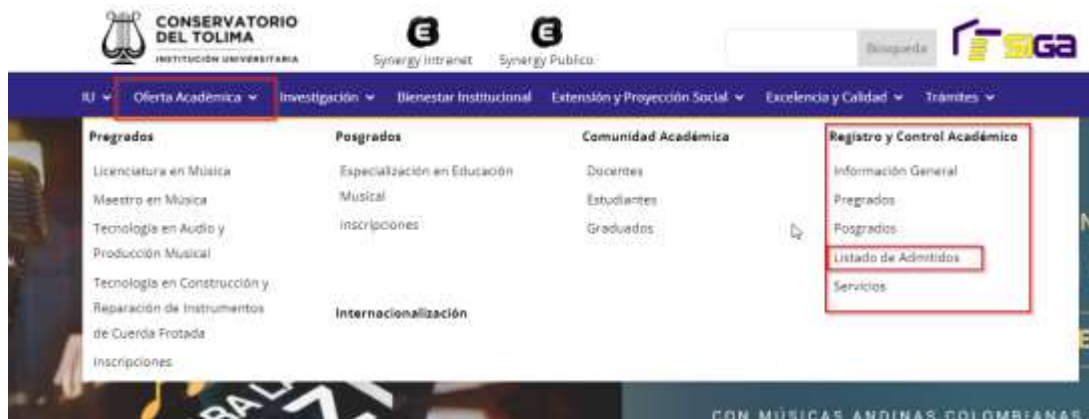 CONSERVATORIO
DEL TOLIMA
INSTITUCIÓN UNIVERSITARIA
Synergy Intranet
Synergy Publico
Búsqueda
SIGA
IU
Oferta Académica
Investigación
Bienestar Institucional
Extensión y Proyección Social
Excelencia y Calidad
Trámites
Pregrados
Licenciatura en Música
Maestro en Música
Tecnología en Audio y
Producción Musical
Tecnología en Construcción y
Reparación de Instrumentos
de Cuerda Frotada
Inscripciones
Posgrados
Especialización en Educación
Musical
Inscripciones
Internacionalización
Comunidad Académica
Docentes
Estudiantes
Graduados
Registro y Control Académico
Información General
Pregrados
Posgrados
Listado de Admitidos
Servicios
CON MÚSICAS ANDINAS COLOMBIANAS